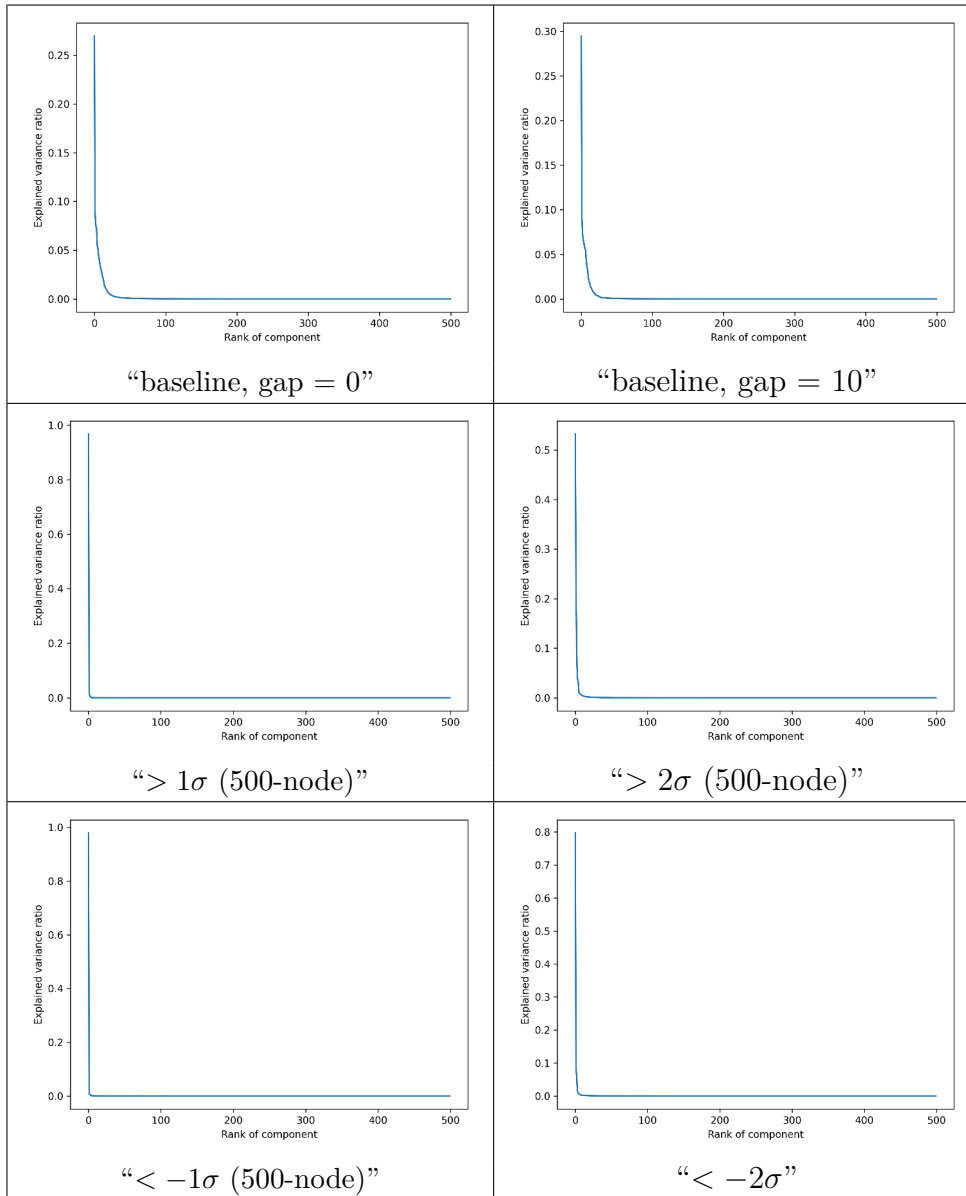 0.25
0.20
0.15
0.10
0.05
0.00
Explained variance ratio
0 100 200 300 400 500
Rank of component
“baseline, gap = 0”
0.30
0.25
0.20
0.15
0.10
0.05
0.00
Explained variance ratio
0 100 200 300 400 500
Rank of component
“baseline, gap = 10”
1.0
0.8
0.6
0.4
0.2
0.0
Explained variance ratio
0 100 200 300 400 500
Rank of component
“> 1σ (500-node)”
0.5
0.4
0.3
0.2
0.1
0.0
Explained variance ratio
0 100 200 300 400 500
Rank of component
“> 2σ (500-node)”
1.0
0.8
0.6
0.4
0.2
0.0
Explained variance ratio
0 100 200 300 400 500
Rank of component
“< −1σ (500-node)”
0.8
0.7
0.6
0.5
0.4
0.3
0.2
0.1
0.0
Explained variance ratio
0 100 200 300 400 500
Rank of component
“< −2σ”